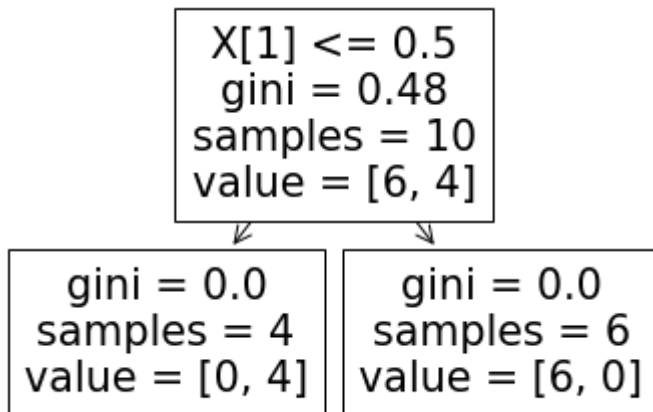 X[1] <= 0.5
gini = 0.48
samples = 10
value = [6, 4]
gini = 0.0
samples = 4
value = [0, 4]
gini = 0.0
samples = 6
value = [6, 0]